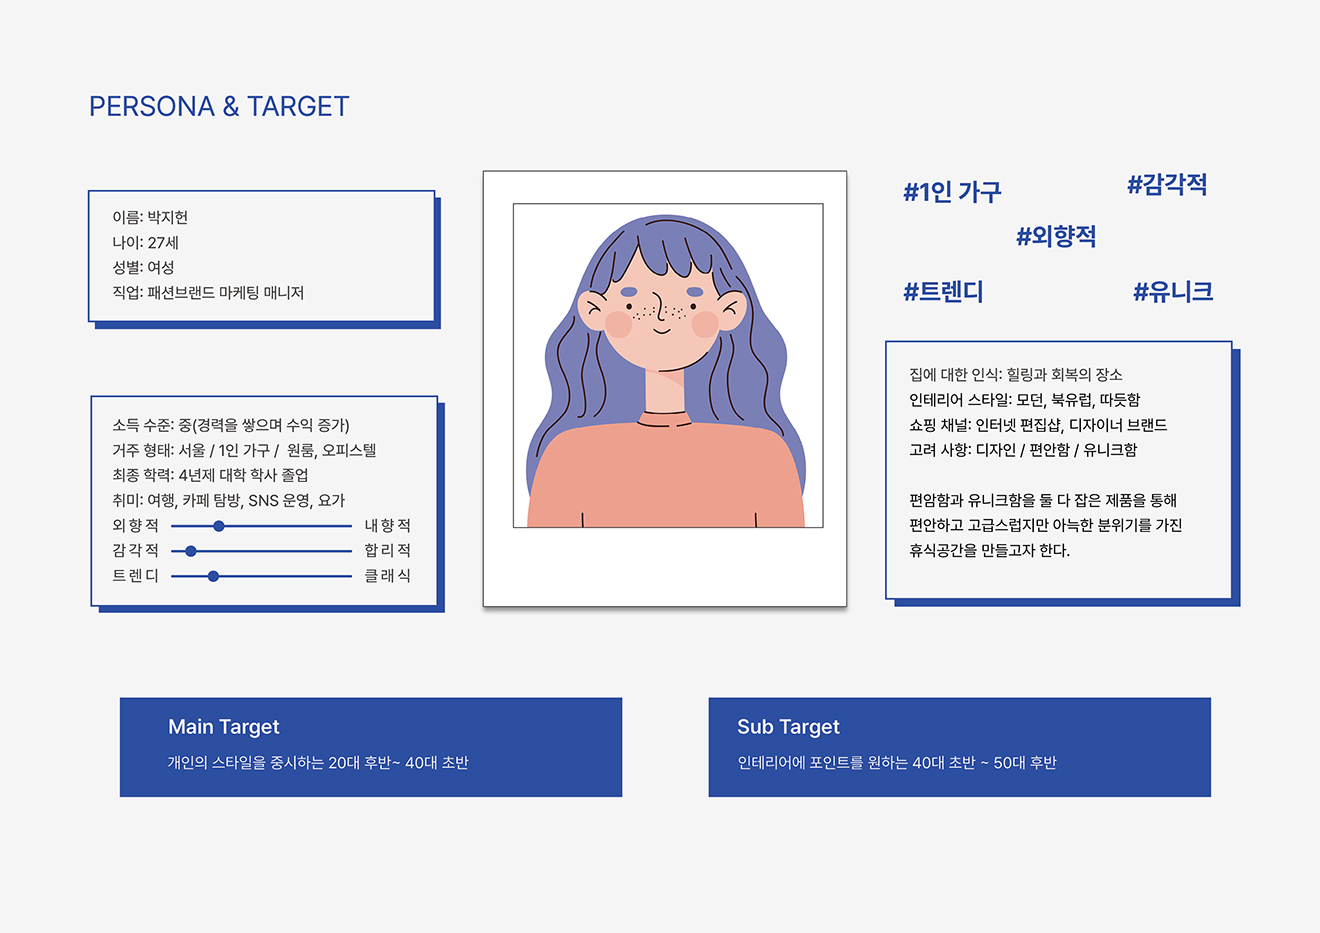 PERSONA & TARGET
이름: 박지헌
나이: 27세
성별: 여성
직업: 패션브랜드 마케팅 매니저
소득 수준: 중(경력을 쌓으며 수익 증가)
거주 형태: 서울 / 1인 가구 / 원룸, 오피스텔
최종 학력: 4년제 대학 학사 졸업
취미: 여행, 카페 탐방, SNS 운영, 요가
외향적 내향적
감각적 합리적
트렌디 클래식
#1인 가구
#감각적
#외향적
#트렌디
#유니크
집에 대한 인식: 힐링과 회복의 장소
인테리어 스타일: 모던, 북유럽, 따듯함
쇼핑 채널: 인터넷 편집샵, 디자이너 브랜드
고려 사항: 디자인 / 편안함 / 유니크함
편암함과 유니크함을 둘 다 잡은 제품을 통해
편안하고 고급스럽지만 아늑한 분위기를 가진
휴식공간을 만들고자 한다.
Main Target
개인의 스타일을 중시하는 20대 후반~ 40대 초반
Sub Target
인테리어에 포인트를 원하는 40대 초반 ~ 50대 후반